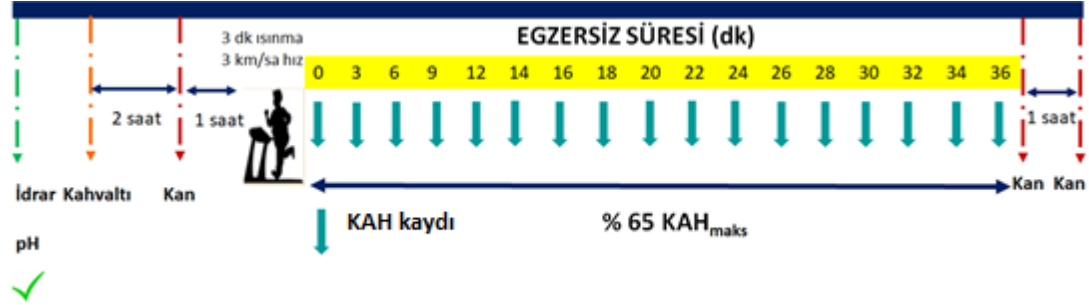 3 dk ısınma
3 km/sa hız
EGZERSİZ SÜRESİ (dk)
0 3 6 9 12 14 16 18 20 22 24 26 28 30 32 34 36
2 saat
1 saat
1 saat
İdrar Kahvaltı Kan
Kan Kan
KAH kaydı
% 65 KAHmaks
pH